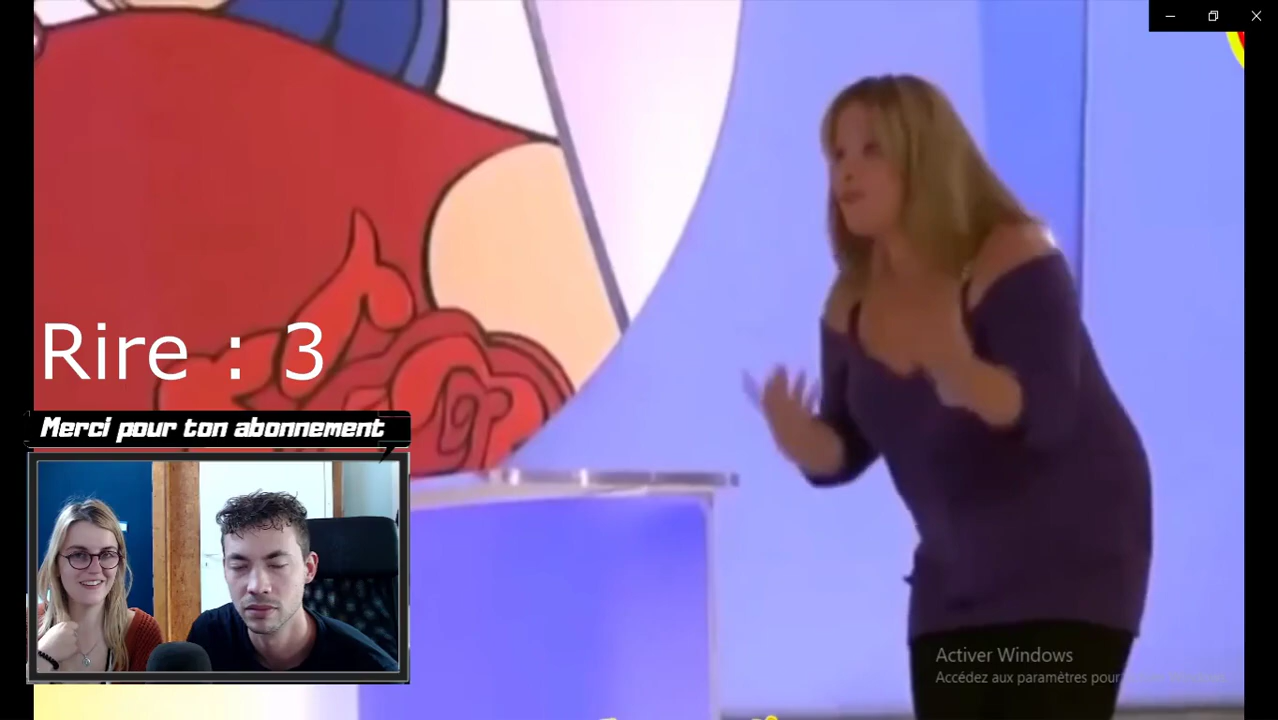 Rire : 3
Merci pour ton abonnement
Activer Windows
Accédez aux paramètres pour